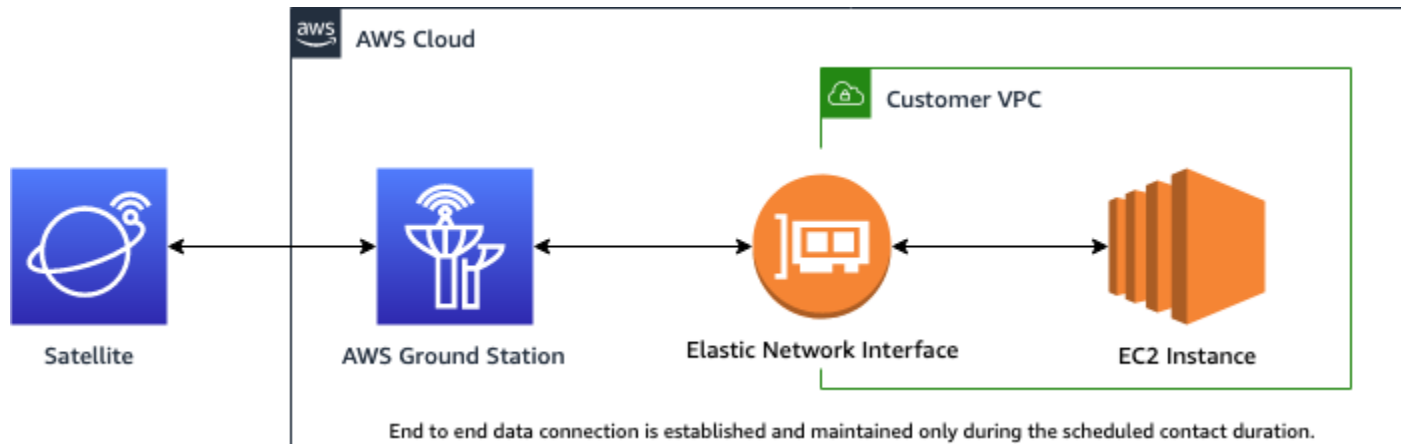 aws
AWS Cloud
Customer VPC
Satellite
AWS Ground Station
Elastic Network Interface
EC2 Instance
End to end data connection is established and maintained only during the scheduled contact duration.